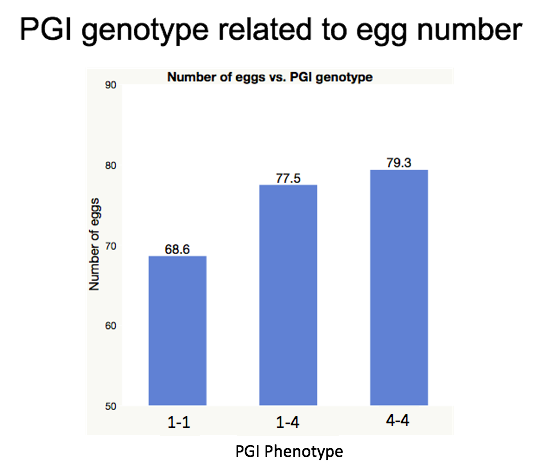 PGI genotype related to egg number
Number of eggs vs. PGI genotype
90
80
70
60
50
Number of eggs
68.6
77.5
79.3
1-1
1-4
4-4
PGI Phenotype